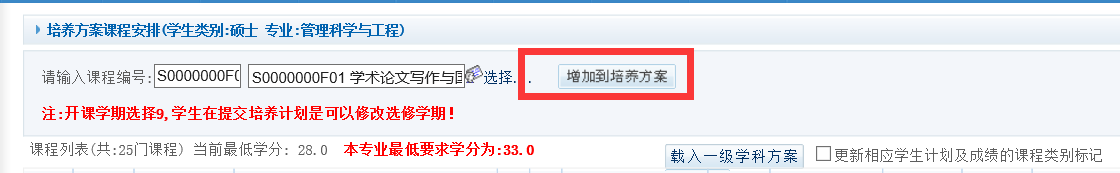 培养方案课程安排(学生类别:硕士 专业:管理科学与工程)
请输入课程编号: S0000000F0 S0000000F01 学术论文写作与国 选择... 增加到培养方案
注:开课学期选择9,学生在提交培养计划是可以修改选修学期!
课程列表(共:25门课程) 当前最低学分: 28.0 本专业最低要求学分为:33.0 载入一级学科方案 更新相应学生计划及成绩的课程类别标记